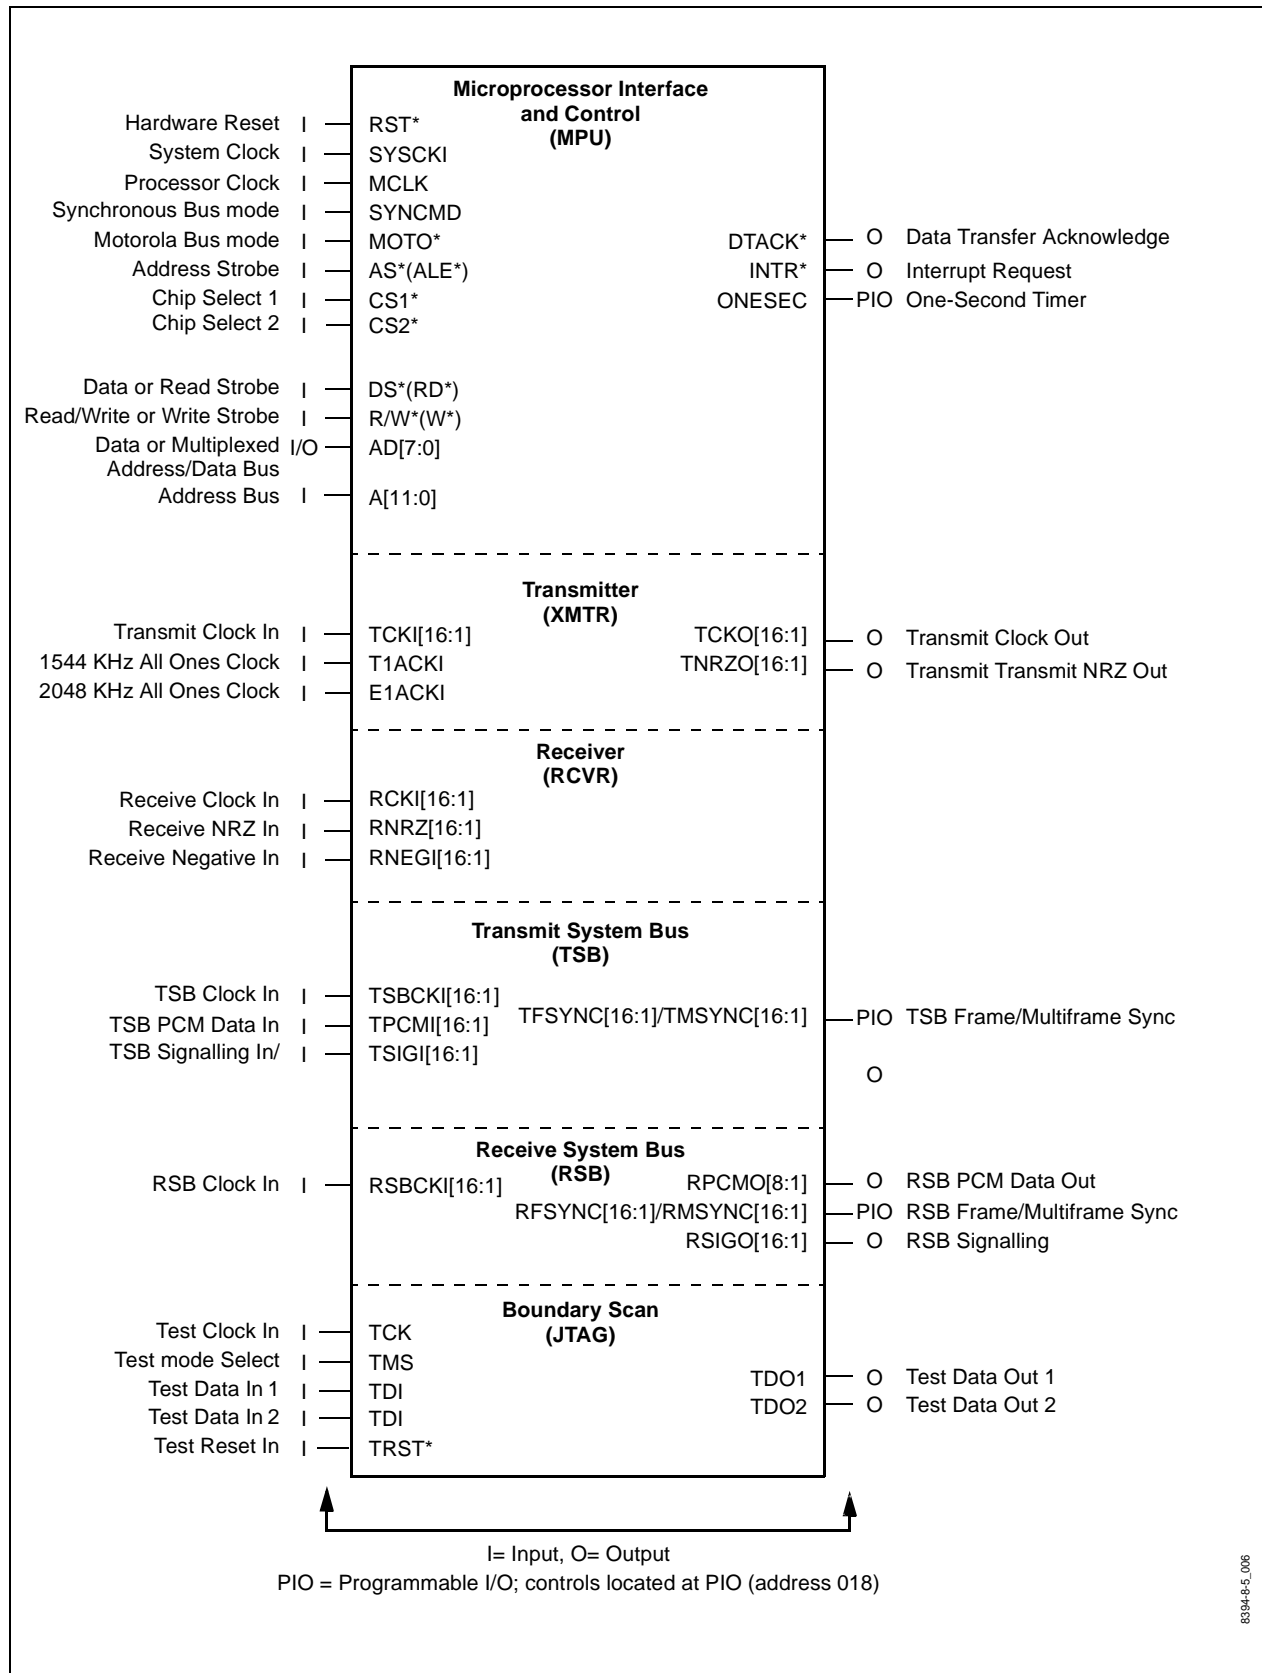 Microprocessor Interface
and Control
(MPU)
Hardware Reset I RST*
System Clock I SYSCKI
Processor Clock I MCLK
Synchronous Bus mode I SYNCMD
Motorola Bus mode I MOTO* DTACK* O Data Transfer Acknowledge
Address Strobe I AS*(ALE*) INTR* O Interrupt Request
Chip Select 1 I CS1* ONESEC PIO One-Second Timer
Chip Select 2 I CS2*
Data or Read Strobe I DS*(RD*)
Read/Write or Write Strobe I R/W*(W*)
Data or Multiplexed I/O AD[7:0]
Address/Data Bus
Address Bus I A[11:0]
Transmitter
(XMTR)
Transmit Clock In I TCKI[16:1] TCKO[16:1] O Transmit Clock Out
1544 KHz All Ones Clock I T1ACKI TNRZO[16:1] O Transmit Transmit NRZ Out
2048 KHz All Ones Clock I E1ACKI
Receiver
(RCVR)
Receive Clock In I RCKI[16:1]
Receive NRZ In I RNRZ[16:1]
Receive Negative In I RNEGI[16:1]
Transmit System Bus
(TSB)
TSB Clock In I TSBCKI[16:1]
TSB PCM Data In I TPCMI[16:1] TFSYNC[16:1]/TMSYNC[16:1] PIO TSB Frame/Multiframe Sync
TSB Signalling In/ I TSIGI[16:1]
O
Receive System Bus
(RSB)
RSB Clock In I RSBCKI[16:1] RPCMO[8:1] O RSB PCM Data Out
RFSYNC[16:1]/RMSYNC[16:1] PIO RSB Frame/Multiframe Sync
RSIGO[16:1] O RSB Signalling
Boundary Scan
(JTAG)
Test Clock In I TCK
Test mode Select I TMS
Test Data In 1 I TDI TDO1 O Test Data Out 1
Test Data In 2 I TDI TDO2 O Test Data Out 2
Test Reset In I TRST*
I= Input, O= Output
PIO = Programmable I/O; controls located at PIO (address 018)
8394-8-5_006